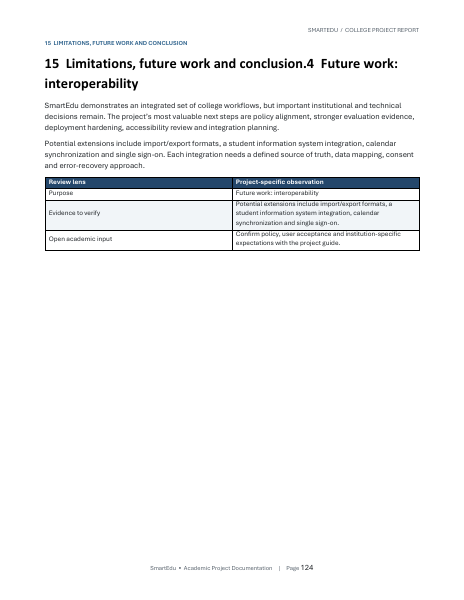 SMARTEDU / COLLEGE PROJECT REPORT
15 LIMITATIONS, FUTURE WORK AND CONCLUSION
15 Limitations, future work and conclusion.4 Future work:
interoperability
SmartEdu demonstrates an integrated set of college workflows, but important institutional and technical
decisions remain. The project's most valuable next steps are policy alignment, stronger evaluation evidence,
deployment hardening, accessibility review and integration planning.
Potential extensions include import/export formats, a student information system integration, calendar
synchronization and single sign-on. Each integration needs a defined source of truth, data mapping, consent
and error-recovery approach.
Review lens Project-specific observation
Purpose Future work: interoperability
Evidence to verify Potential extensions include import/export formats, a
student information system integration, calendar
synchronization and single sign-on.
Open academic input Confirm policy, user acceptance and institution-specific
expectations with the project guide.
SmartEdu • Academic Project Documentation | Page 124